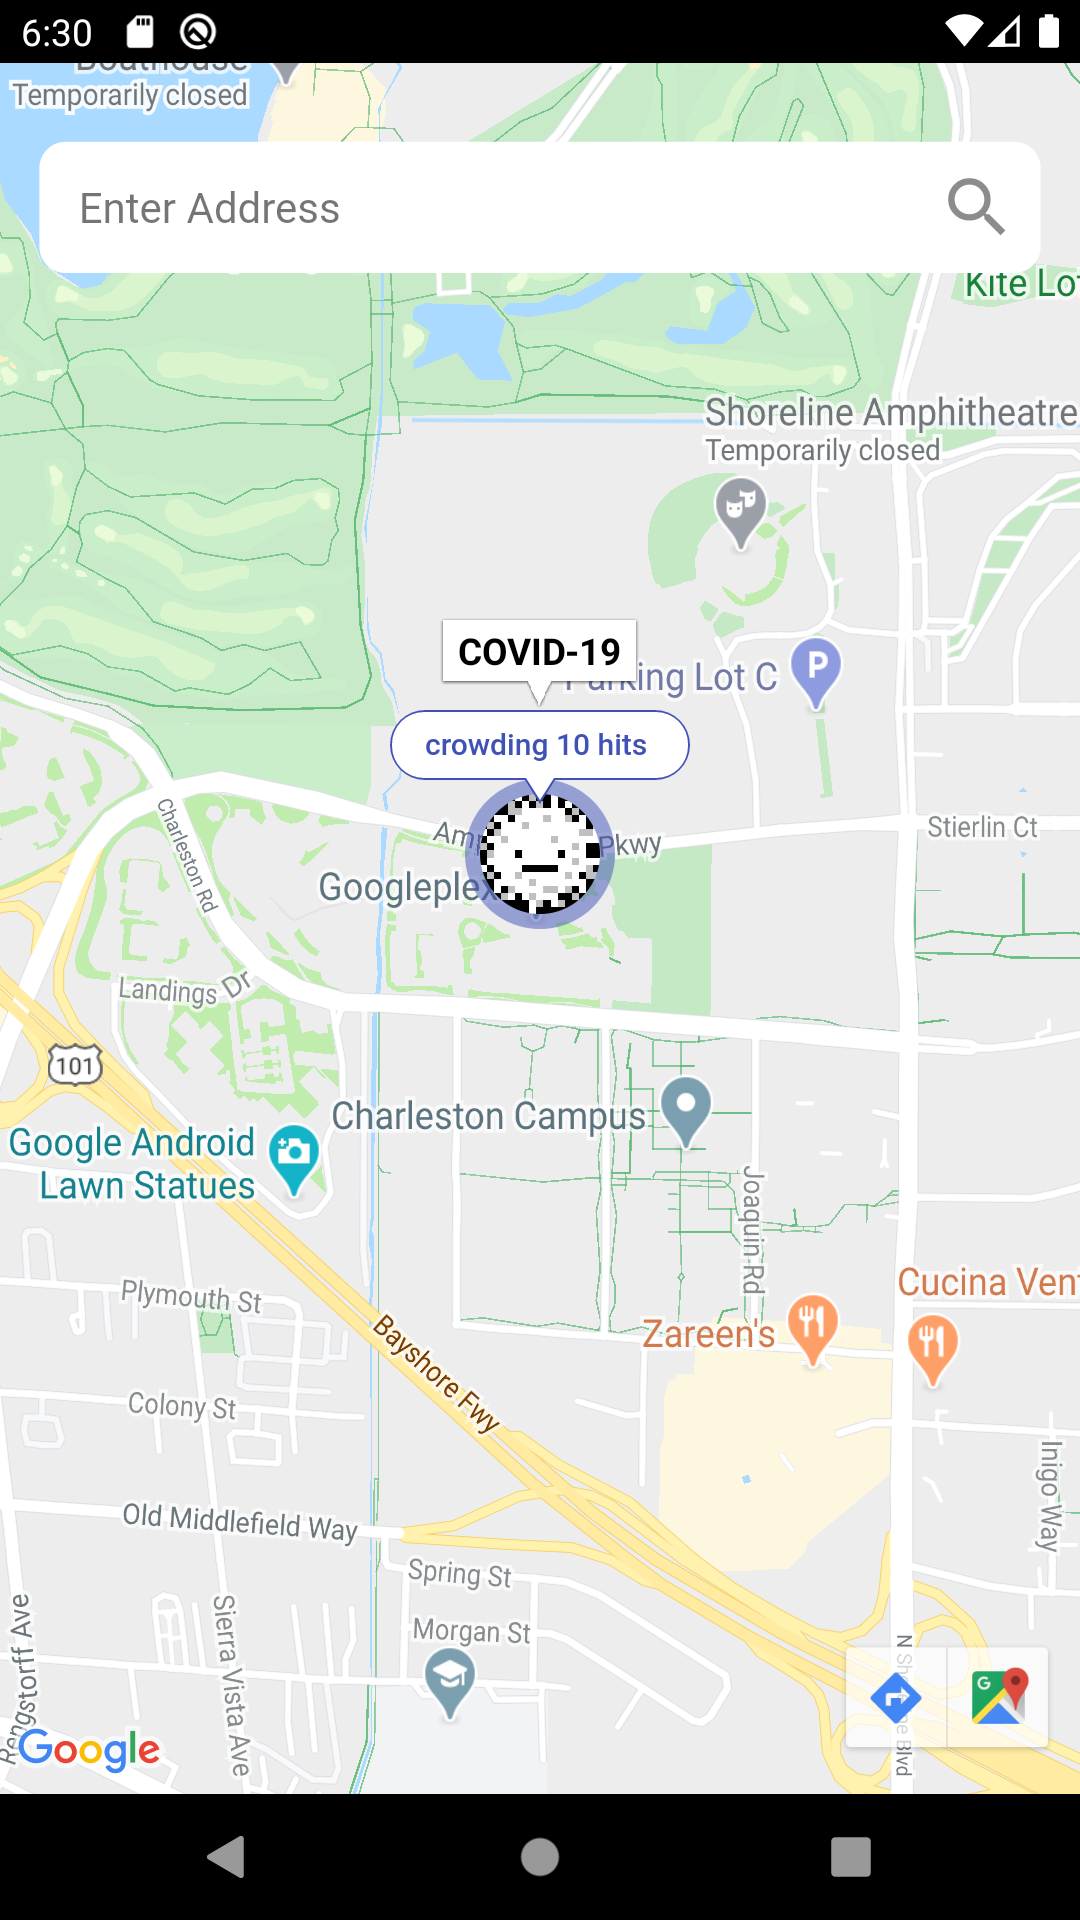 6:30
Boathouse
Temporarily closed
Enter Address
Kite Lo
Shoreline Amphitheatre
Temporarily closed
COVID-19
Parking Lot C
P
crowding 10 hits
Charleston Rd
Pkwy
Stierlin Ct
Googleplex
Landings Dr
101
Charleston Campus
Google Android
Lawn Statues
Joaquin Rd
Plymouth St
Cucina Ven
Zareen's
Bayshore Fwy
Colony St
Inigo Way
Old Middlefield Way
Spring St
Rengstorff Ave
Sierra Vista Ave
Morgan St
Blvd
G
Google